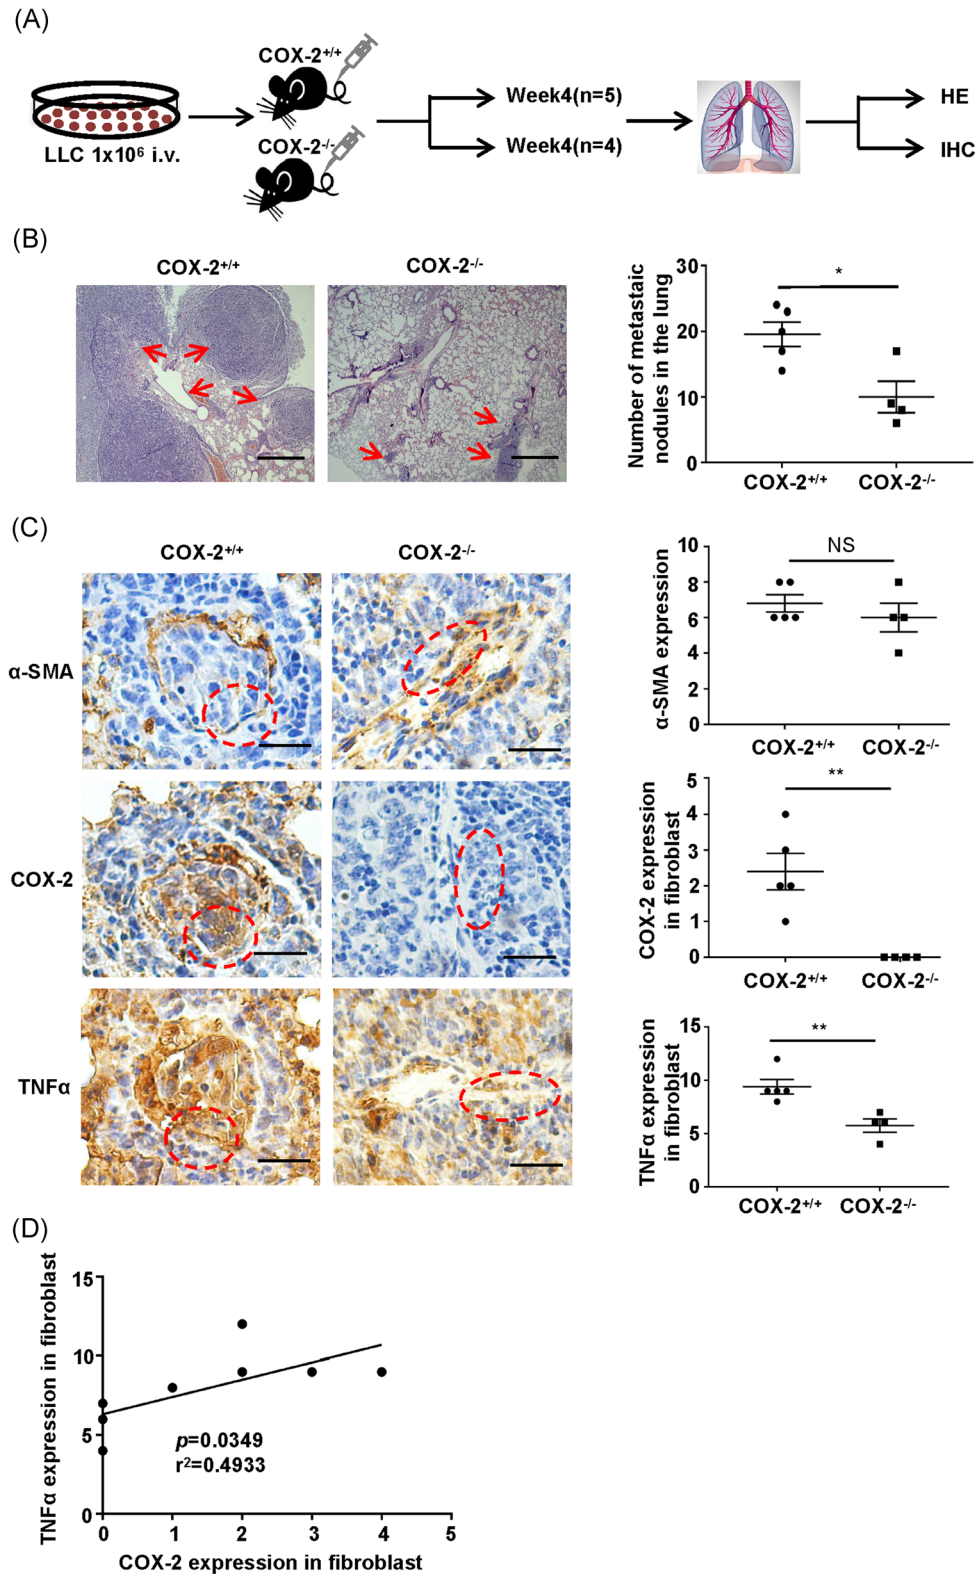 (A)
COX-2+/+
COX-2-/-
LLC 1x10⁶ i.v.
Week4(n=5)
Week4(n=4)
HE
IHC
(B)
COX-2+/+
COX-2-/-
Number of metastaic
nodules in the lung
30
20
10
0
*
COX-2+/+
COX-2-/-
(C)
COX-2+/+
COX-2-/-
α-SMA
COX-2
TNFα
α-SMA expression
10
8
6
4
2
0
NS
COX-2+/+
COX-2-/-
COX-2 expression
in fibroblast
5
4
3
2
1
0
**
COX-2+/+
COX-2-/-
TNFα expression
in fibroblast
15
10
5
0
**
COX-2+/+
COX-2-/-
(D)
TNFα expression in fibroblast
15
10
5
0
p=0.0349
r²=0.4933
0 1 2 3 4 5
COX-2 expression in fibroblast